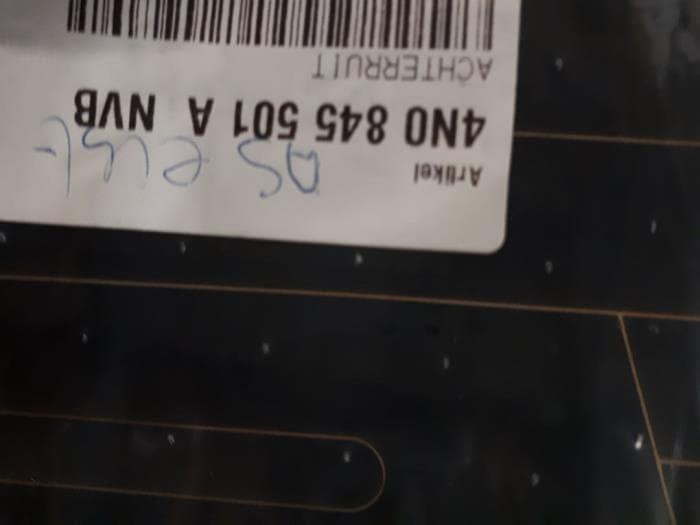 Artikel
4N0 845 501 A NVB
ACHTERRUIT